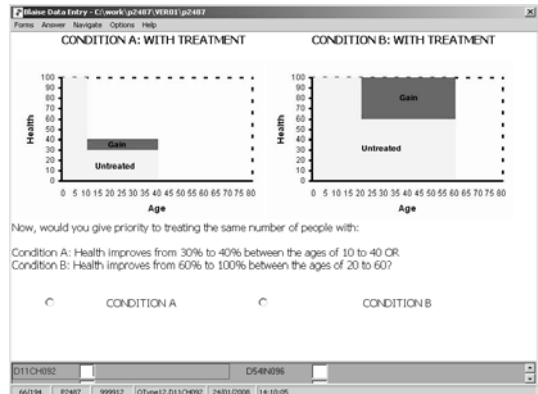 Blaise Data Entry - C:\work\p2487\VER01\p2487
Forms Answer Navigate Options Help
CONDITION A: WITH TREATMENT
CONDITION B: WITH TREATMENT
Health
100
90
80
70
60
50
40
30
20
10
0
Gain
Untreated
0 5 10 15 20 25 30 35 40 45 50 55 60 65 70 75 80
Age
Health
100
90
80
70
60
50
40
30
20
10
0
Gain
Untreated
0 5 10 15 20 25 30 35 40 45 50 55 60 65 70 75 80
Age
Now, would you give priority to treating the same number of people with:
Condition A: Health improves from 30% to 40% between the ages of 10 to 40 OR
Condition B: Health improves from 60% to 100% between the ages of 20 to 60?
CONDITION A
CONDITION B
D11CH092
D54IN096
66/194 P2487 999912 QType12.D11CH092 24/01/2008 14:10:05